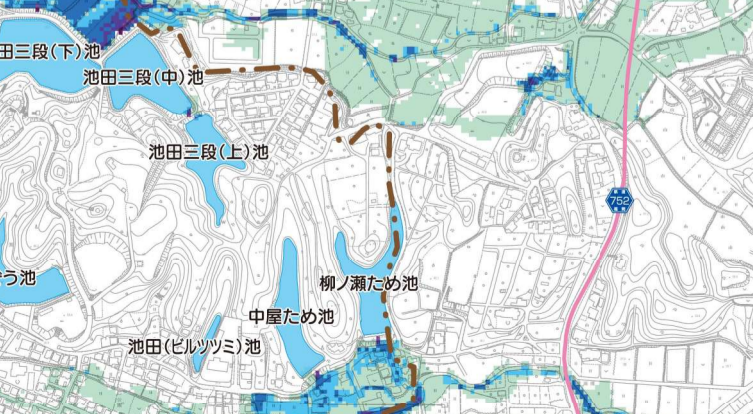 田三段(下)池
池田三段(中)池
池田三段(上)池
752
う池
柳ノ瀬ため池
中屋ため池
池田(ビルツツミ)池